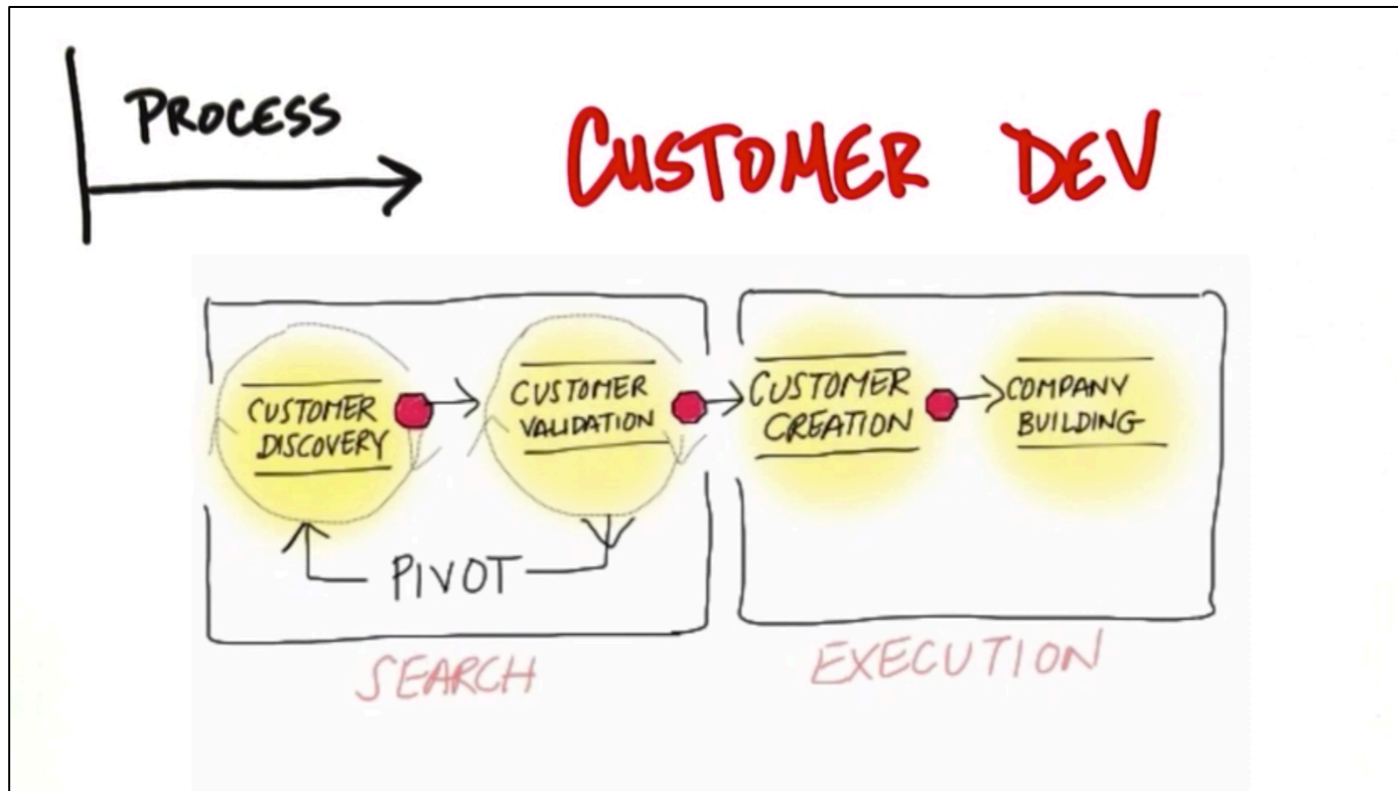 PROCESS
CUSTOMER DEV
CUSTOMER
DISCOVERY
CUSTOMER
VALIDATION
CUSTOMER
CREATION
COMPANY
BUILDING
PIVOT
SEARCH
EXECUTION